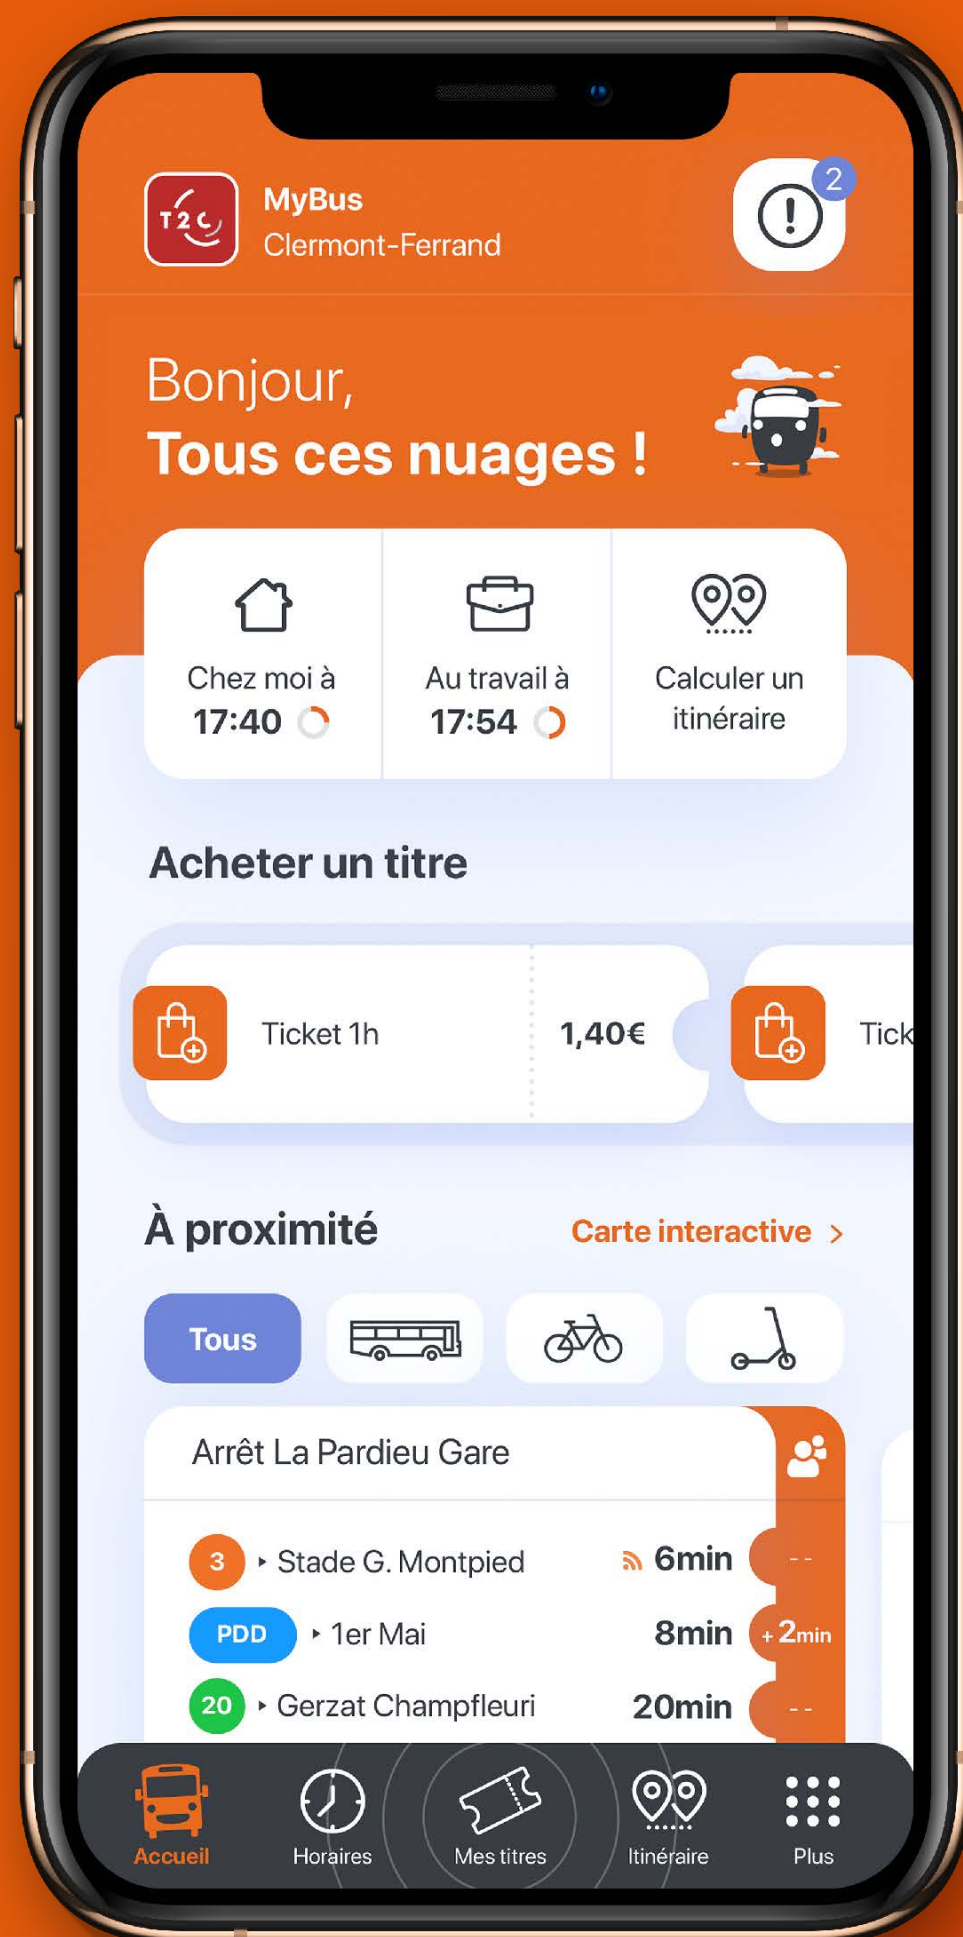 T2C
MyBus
Clermont-Ferrand
2
Bonjour,
Tous ces nuages !
Chez moi à
17:40
Au travail à
17:54
Calculer un
itinéraire
Acheter un titre
Ticket 1h
1,40€
Tick
À proximité
Carte interactive >
Tous
Arrêt La Pardieu Gare
3 ‣ Stade G. Montpied 6min --
PDD ‣ 1er Mai 8min +2min
20 ‣ Gerzat Champfleuri 20min --
Accueil
Horaires
Mes titres
Itinéraire
Plus